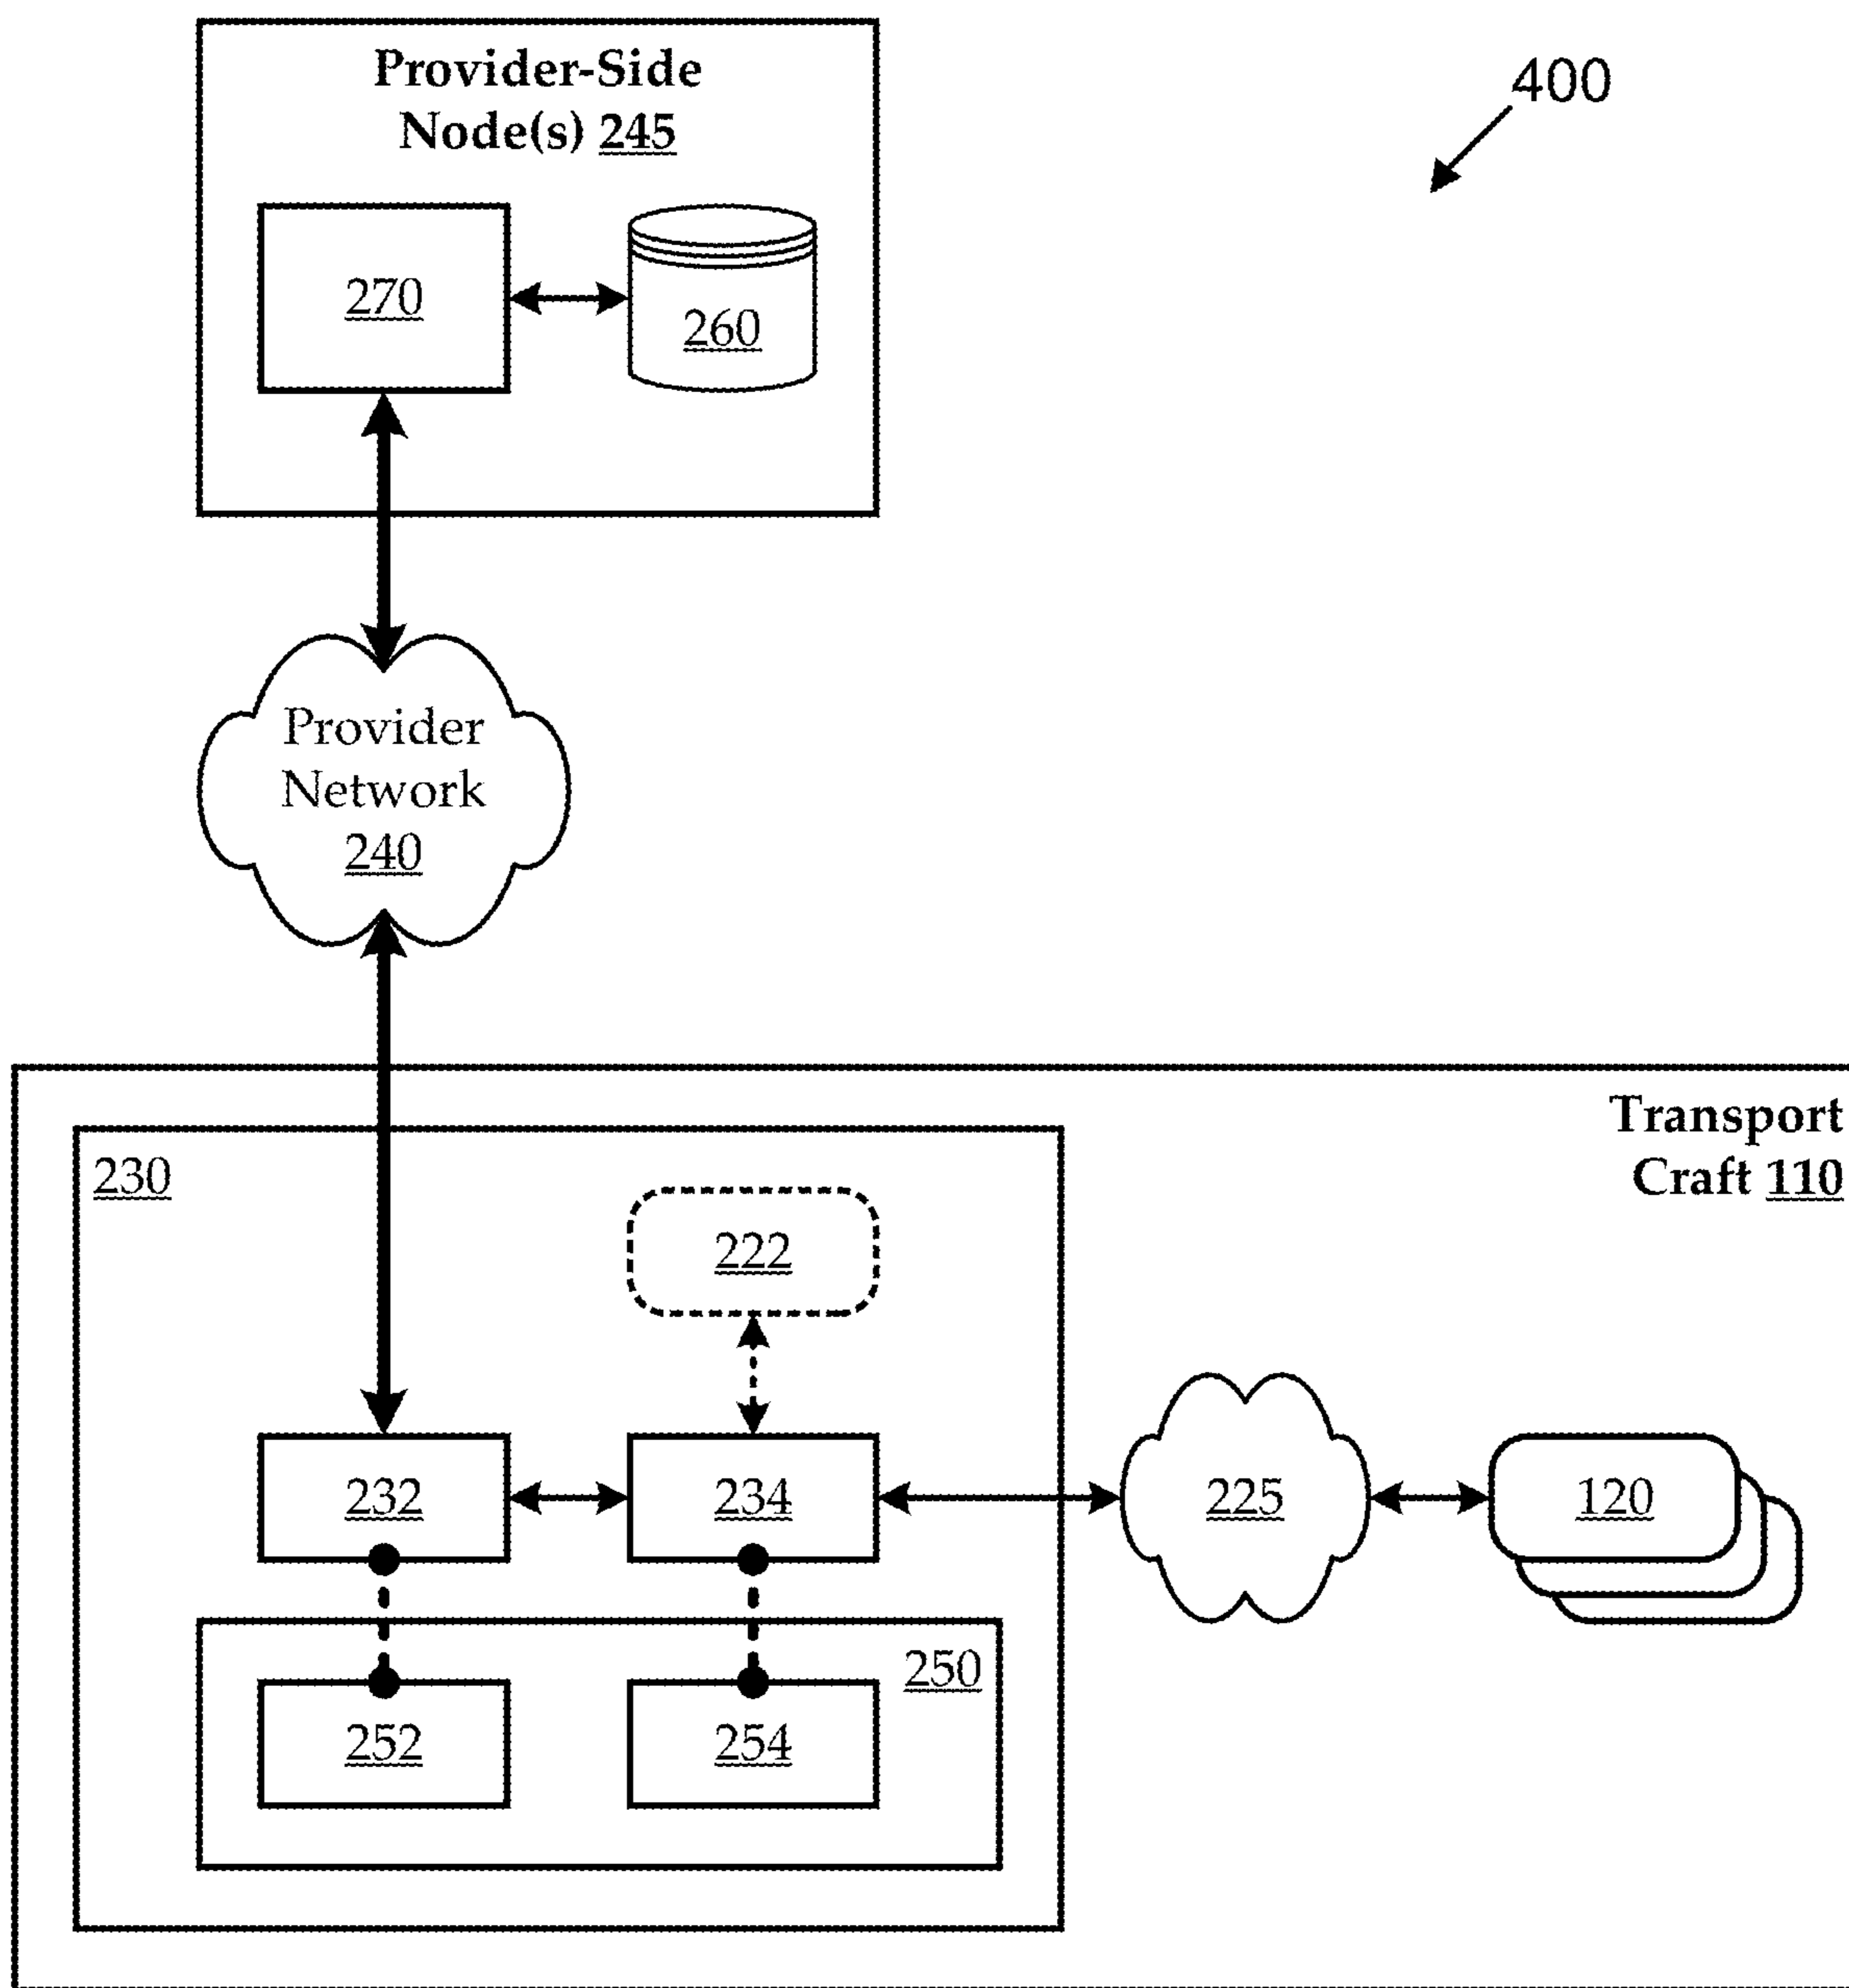 Provider-Side
Node(s) 245
400
270
260
Provider
Network
240
Transport
Craft 110
230
222
232
234
225
120
250
252
254